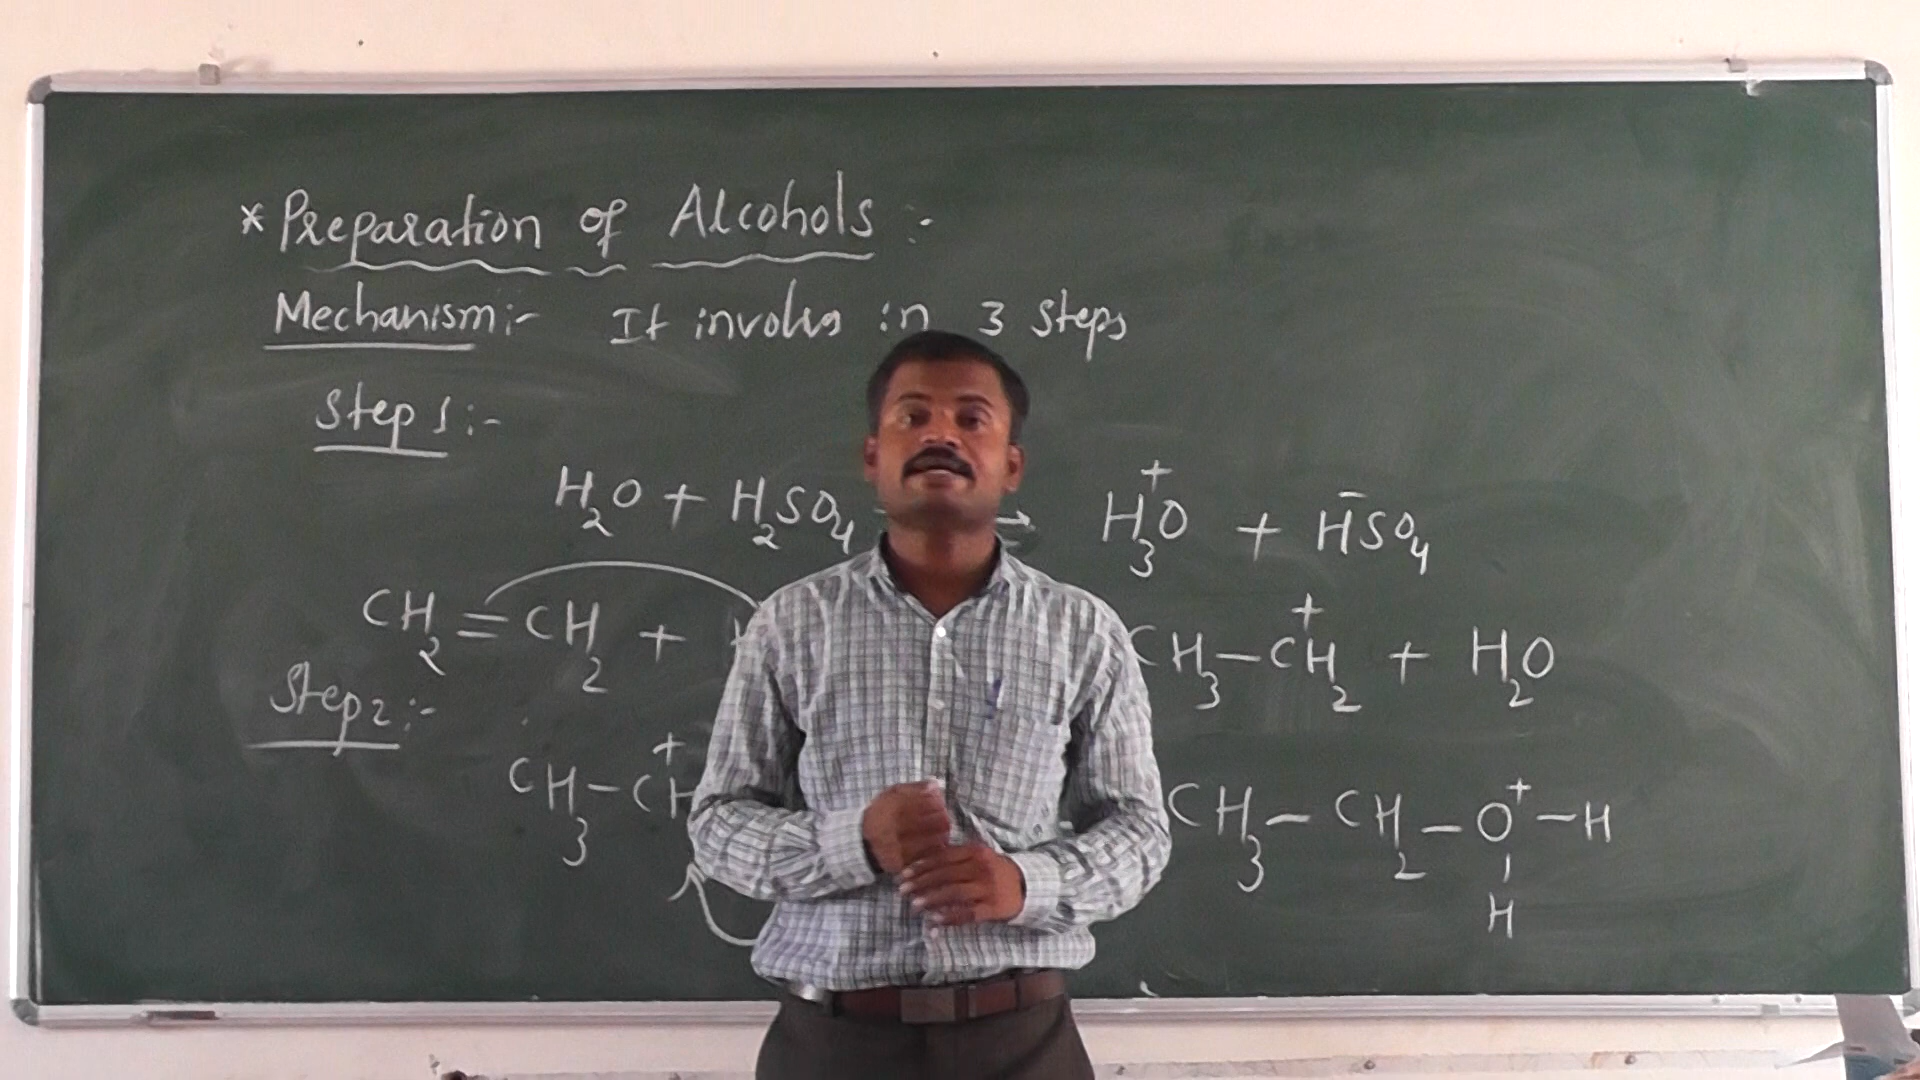 * Preparation of Alcohols :-
Mechanism :- It involves in 3 steps
Step 1 :-
H₂O + H₂SO₄ → H₃O⁺ + HSO₄⁻
CH₂=CH₂ + CH₃–CH₂⁺ + H₂O
Step 2 :-
CH₃–CH⁺ CH₃–CH₂–O⁺–H
H